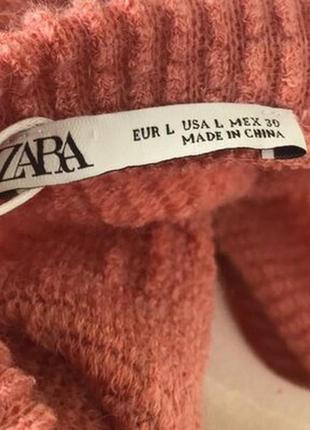 ZARA
EUR L USA L MEX 30
MADE IN CHINA